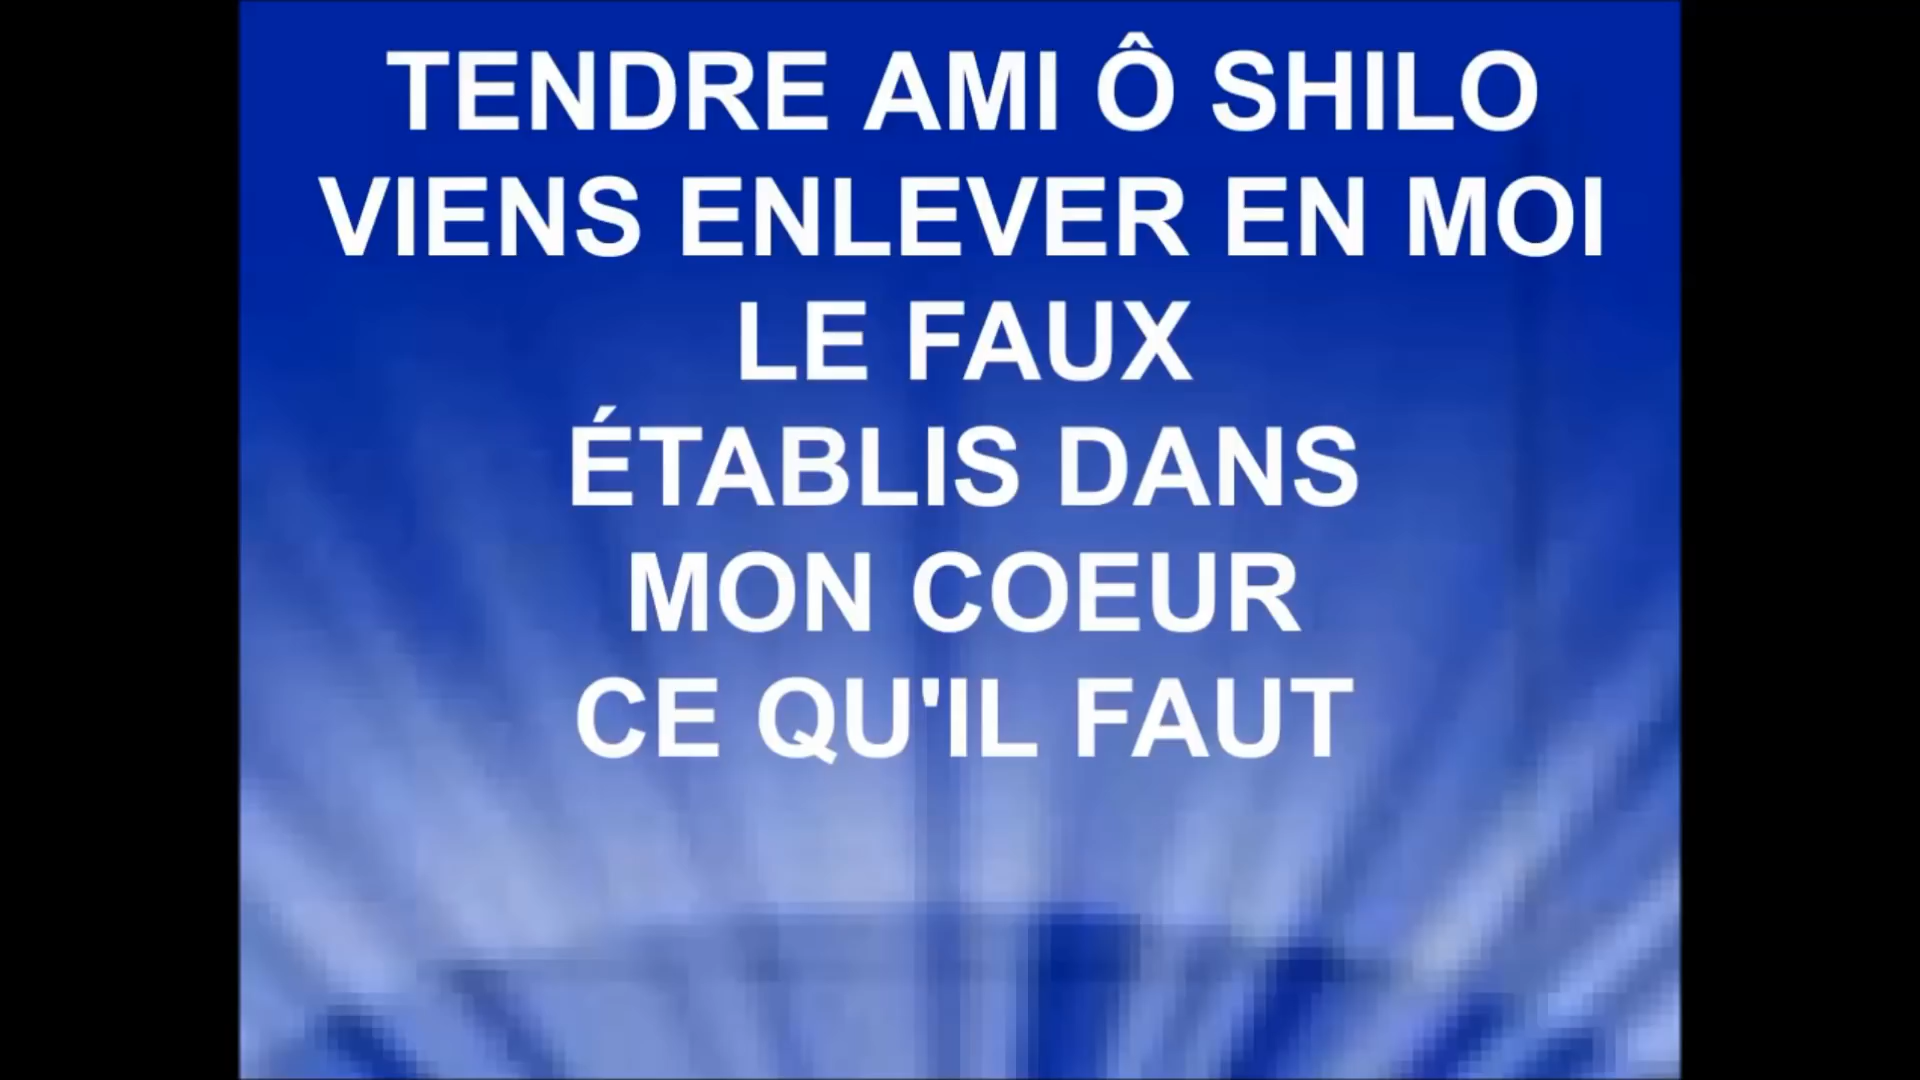 TENDRE AMI Ô SHILO
VIENS ENLEVER EN MOI
LE FAUX
ÉTABLIS DANS
MON COEUR
CE QU'IL FAUT